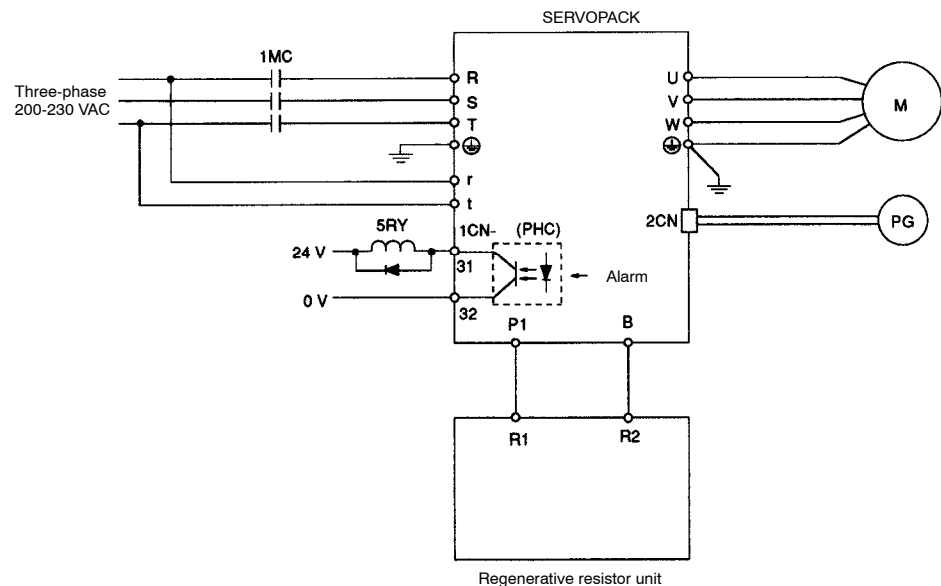 SERVOPACK
1MC
Three-phase
200-230 VAC
R
S
T
r
t
U
V
W
M
5RY
1CN-
(PHC)
2CN
PG
24 V
31
Alarm
0 V
32
P1
B
R1
R2
Regenerative resistor unit